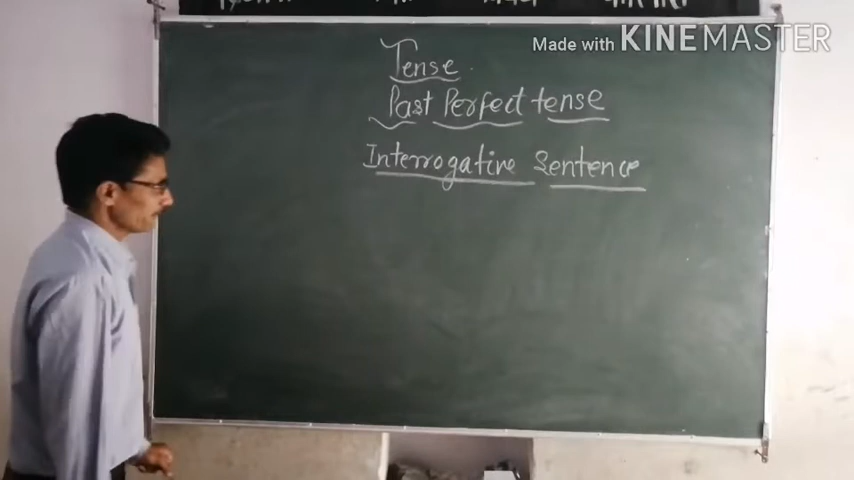 Made with KINEMASTER
Tense
Past Perfect tense
Interrogative Sentence